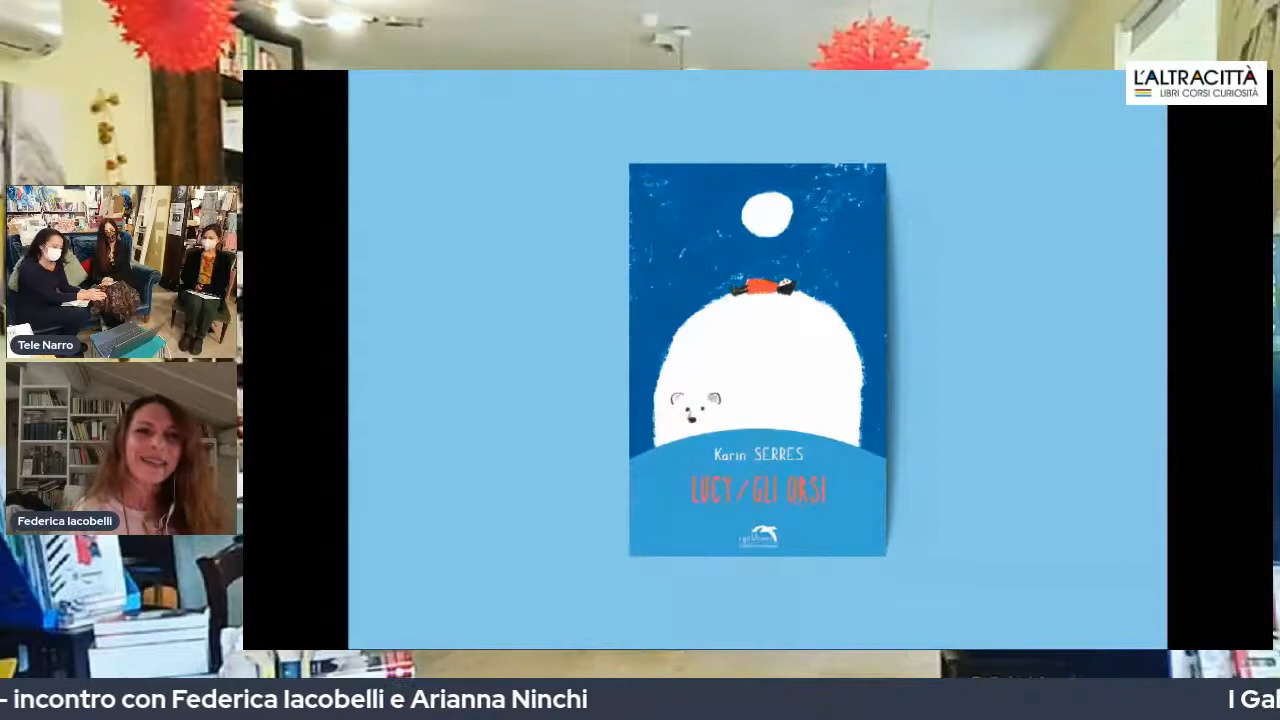 L'ALTRACITTÀ
LIBRI CORSI CURIOSITÀ
Tele Narro
Federica Iacobelli
Karin SERRES
LUCY/GLI ORSI
- incontro con Federica Iacobelli e Arianna Ninchi
I Gab